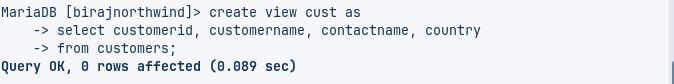 MariaDB [birajnorthwind]> create view cust as
    -> select customerid, customername, contactname, country
    -> from customers;
Query OK, 0 rows affected (0.089 sec)